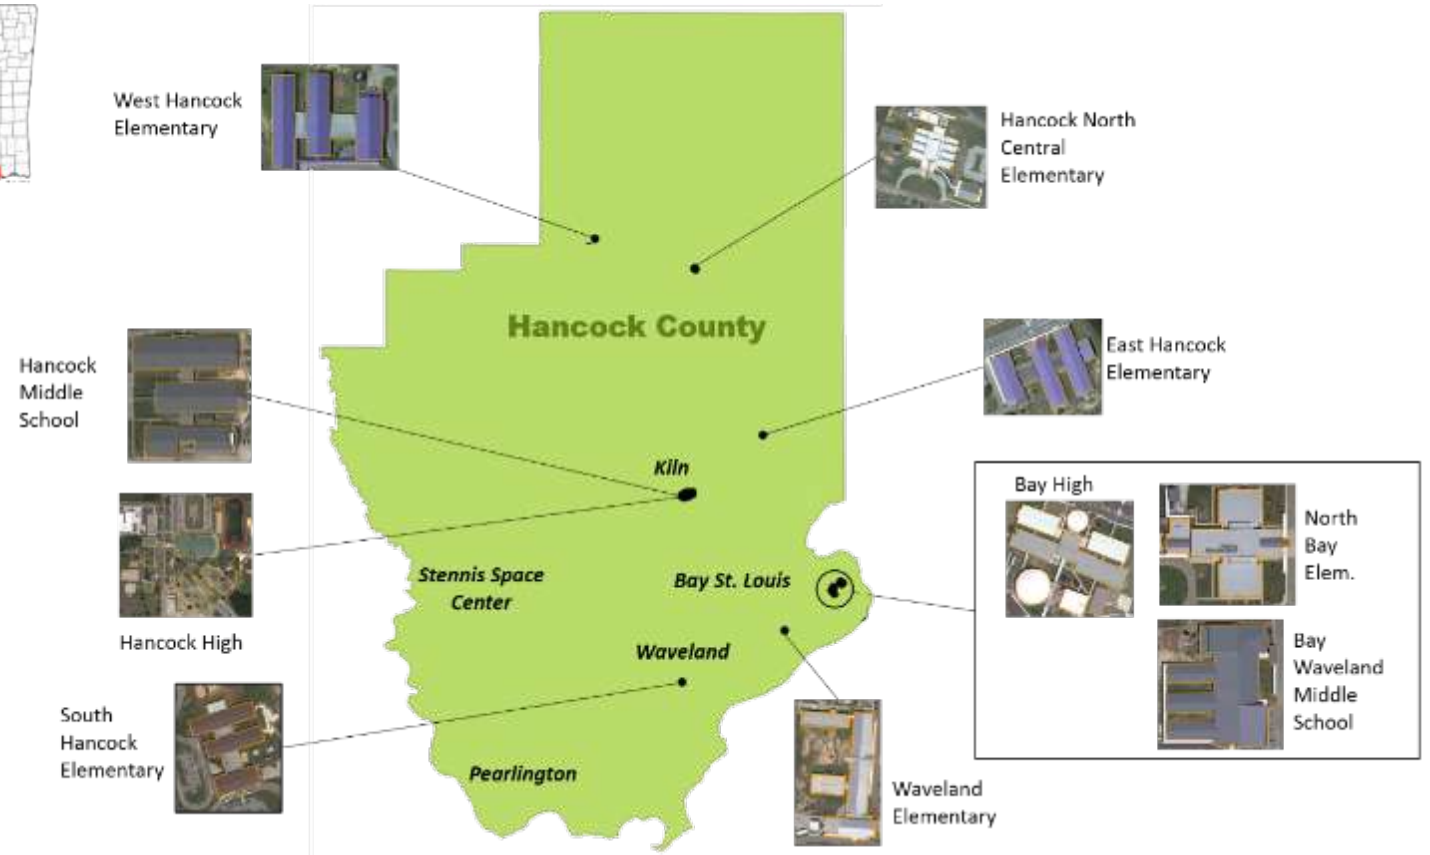 West Hancock
Elementary
Hancock North
Central
Elementary
Hancock County
Hancock
Middle
School
East Hancock
Elementary
Kiln
Bay High
North
Bay
Elem.
Stennis Space
Center
Bay St. Louis
Hancock High
Waveland
Bay
Waveland
Middle
School
South
Hancock
Elementary
Pearlington
Waveland
Elementary